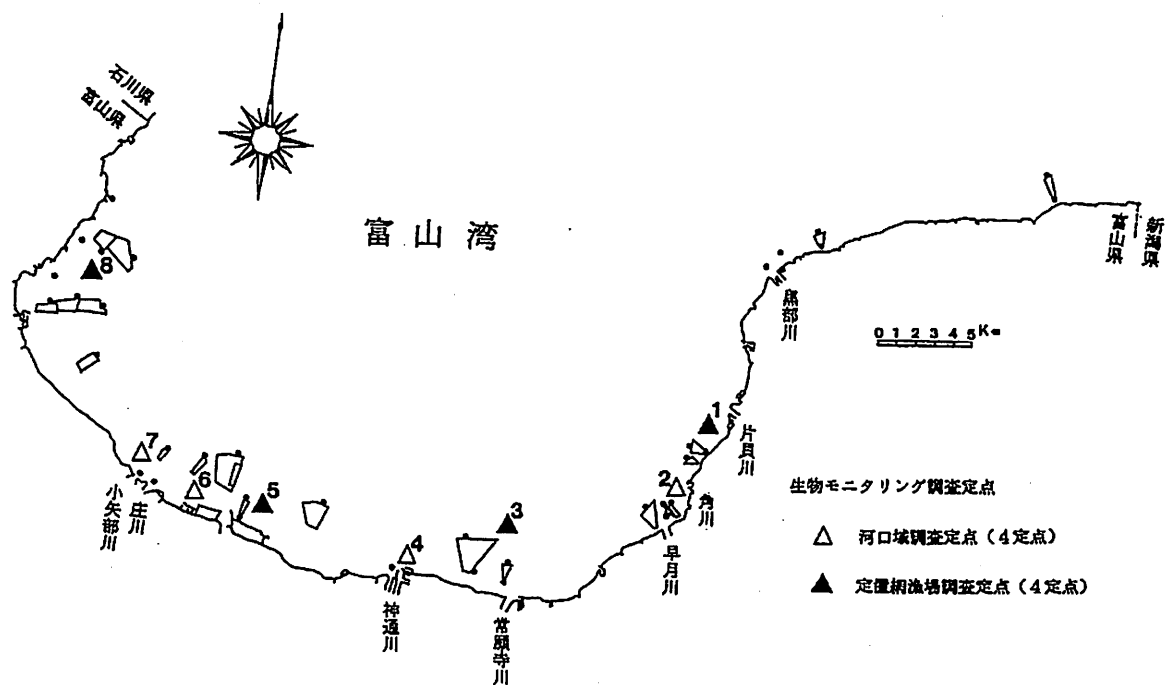 石川県
富山県
富山湾
新潟県
富山県
黒部川
0 1 2 3 4 5Km
8
1
片貝川
2
角川
早月川
7
6
5
3
4
小矢部川
庄川
神通川
常願寺川
生物モニタリング調査定点
△ 河口域調査定点(4定点)
▲ 定置網漁場調査定点(4定点)